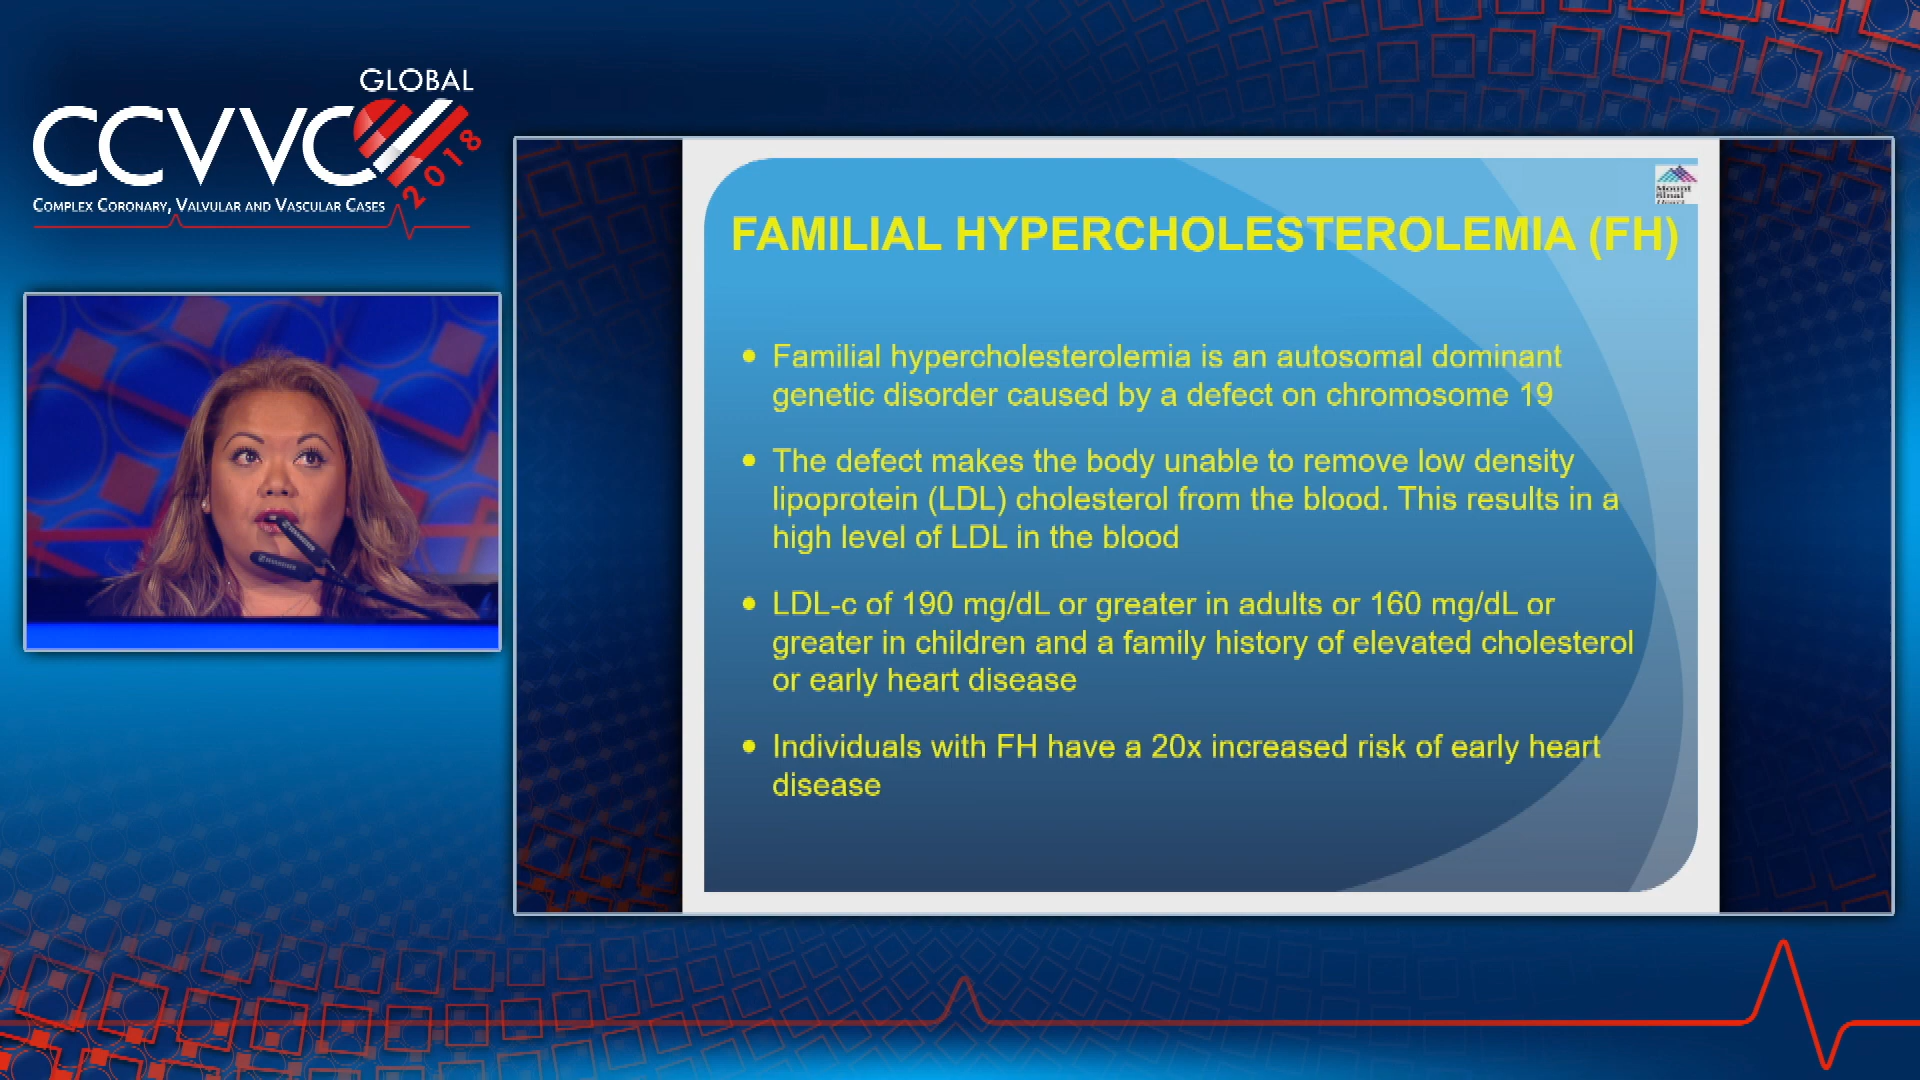 GLOBAL
CCVVC
2018
COMPLEX CORONARY, VALVULAR AND VASCULAR CASES
Mount
Sinai
Heart
FAMILIAL HYPERCHOLESTEROLEMIA (FH)
• Familial hypercholesterolemia is an autosomal dominant
genetic disorder caused by a defect on chromosome 19
• The defect makes the body unable to remove low density
lipoprotein (LDL) cholesterol from the blood. This results in a
high level of LDL in the blood
• LDL-c of 190 mg/dL or greater in adults or 160 mg/dL or
greater in children and a family history of elevated cholesterol
or early heart disease
• Individuals with FH have a 20x increased risk of early heart
disease